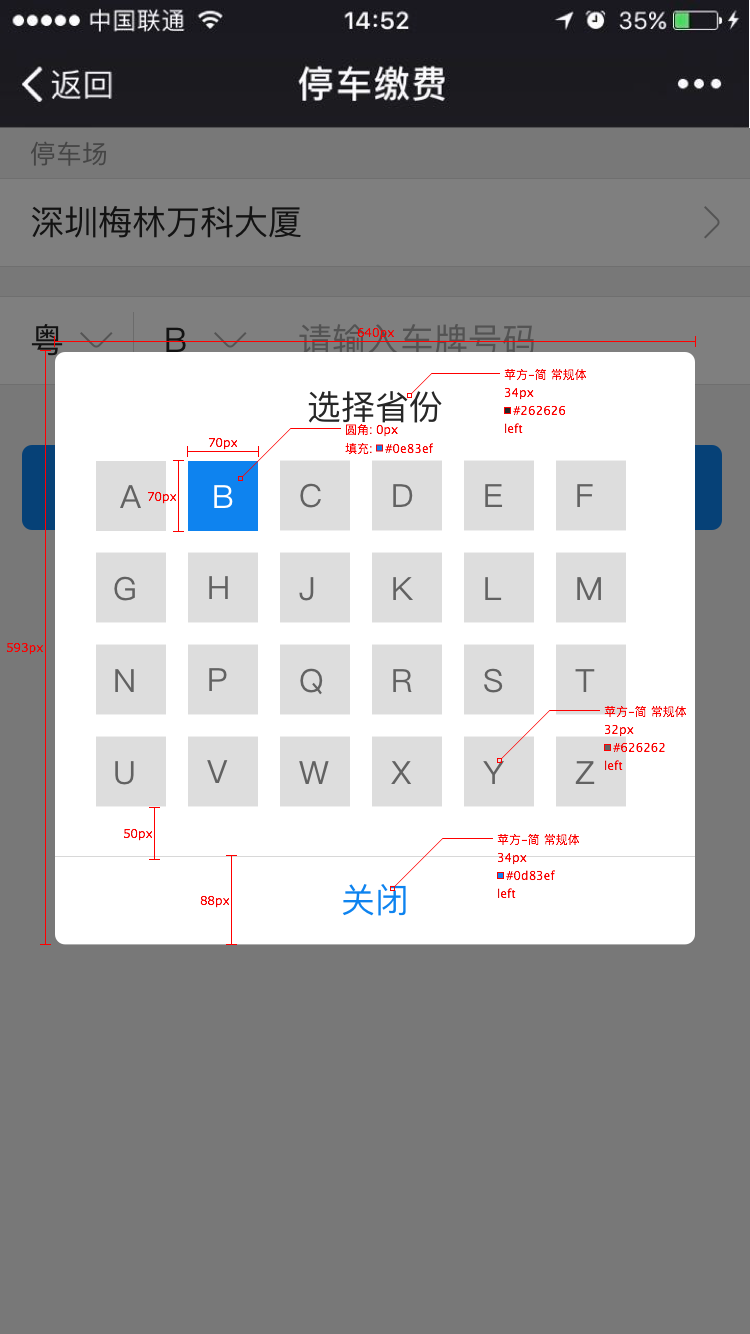 中国联通 14:52 35%
返回 停车缴费
停车场
深圳梅林万科大厦
粤 B 请输入车牌号码
640px
选择省份
苹方-简 常规体
34px
#262626
left
圆角: 0px
填充: #0e83ef
70px
70px
A B C D E F
G H J K L M
593px
N P Q R S T
苹方-简 常规体
32px
#626262
left
U V W X Y Z
50px
苹方-简 常规体
34px
#0d83ef
left
88px
关闭